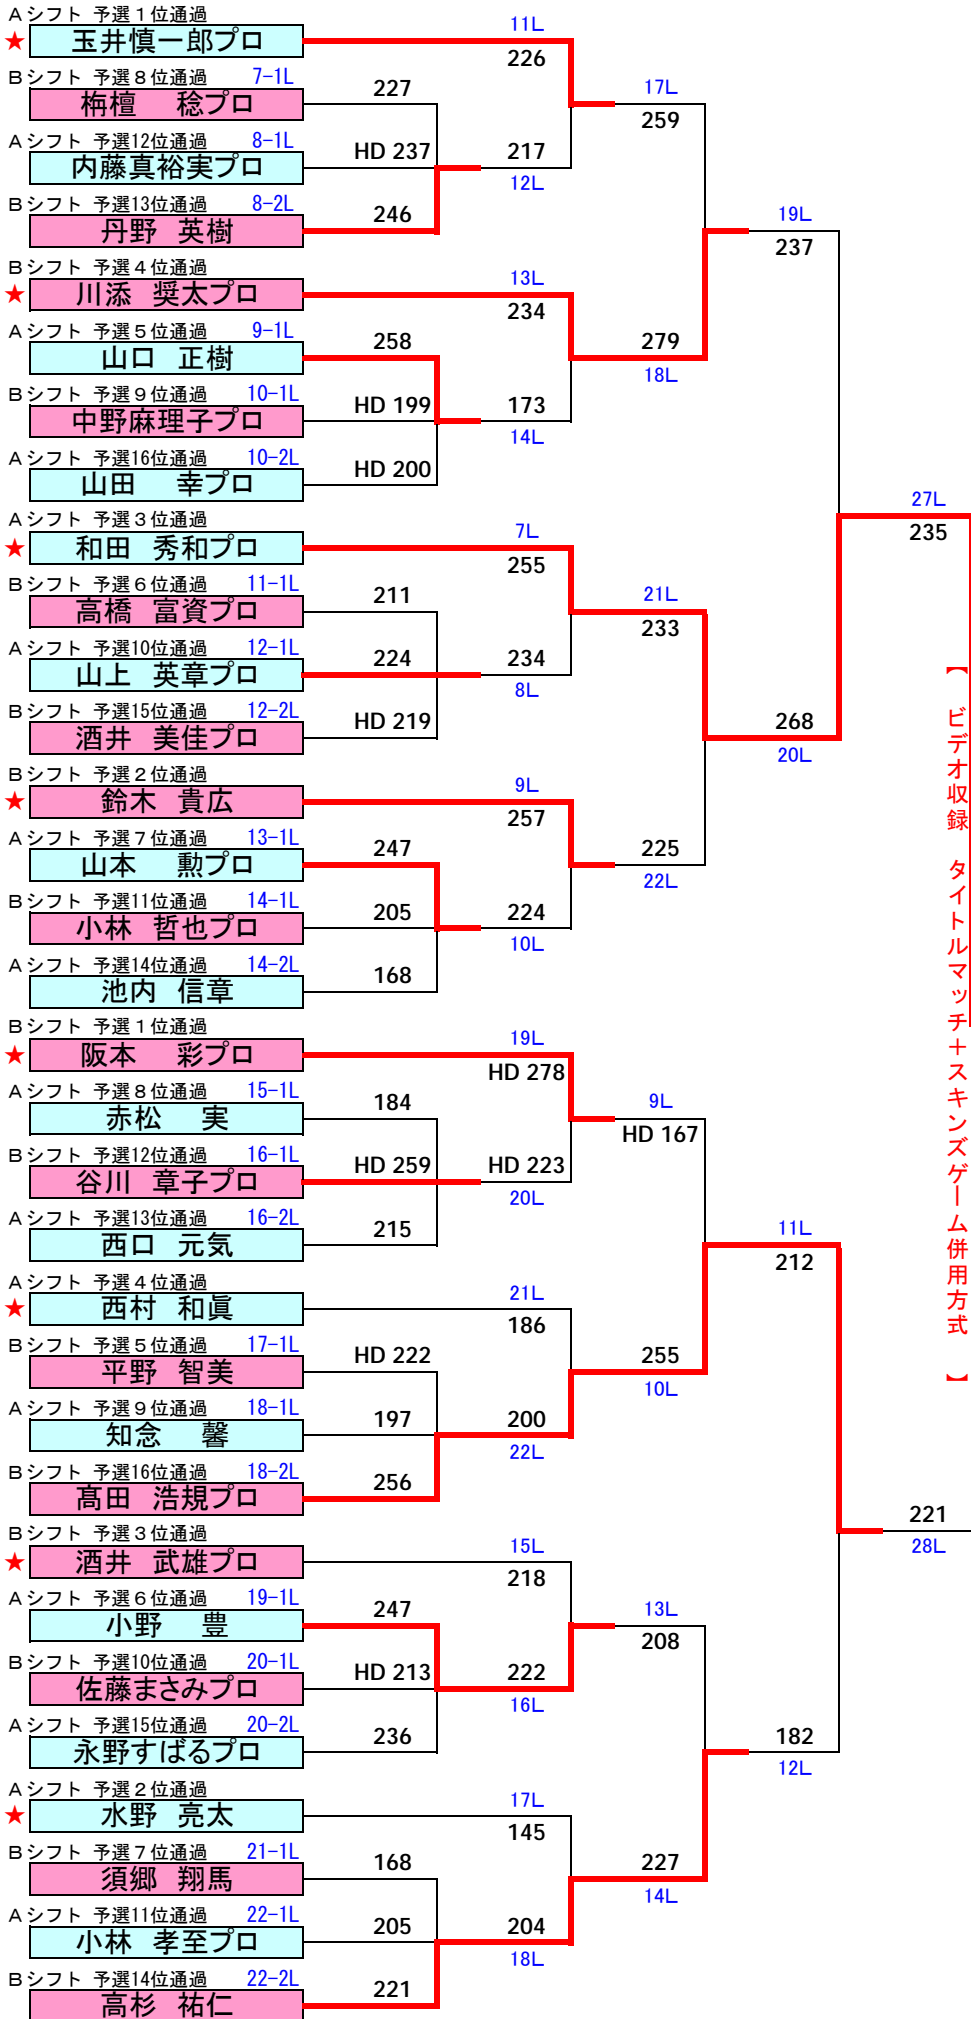 Aシフト 予選1位通過
★ 玉井慎一郎プロ
11L
226
Bシフト 予選8位通過 7-1L
栴檀 稔プロ
227
17L
259
Aシフト 予選12位通過 8-1L
内藤真裕実プロ
HD 237
217
12L
Bシフト 予選13位通過 8-2L
丹野 英樹
246
19L
237
Bシフト 予選4位通過
★ 川添 奨太プロ
13L
234
Aシフト 予選5位通過 9-1L
山口 正樹
258
279
18L
Bシフト 予選9位通過 10-1L
中野麻理子プロ
HD 199
173
14L
Aシフト 予選16位通過 10-2L
山田 幸プロ
HD 200
27L
235
Aシフト 予選3位通過
★ 和田 秀和プロ
7L
255
Bシフト 予選6位通過 11-1L
高橋 富資プロ
211
21L
233
Aシフト 予選10位通過 12-1L
山上 英章プロ
224
234
8L
Bシフト 予選15位通過 12-2L
酒井 美佳プロ
HD 219
268
20L
Bシフト 予選2位通過
★ 鈴木 貴広
9L
257
Aシフト 予選7位通過 13-1L
山本 勲プロ
247
225
22L
Bシフト 予選11位通過 14-1L
小林 哲也プロ
205
224
10L
Aシフト 予選14位通過 14-2L
池内 信章
168
【 ビデオ収録 タイトルマッチ+スキンズゲーム併用方式 】
Bシフト 予選1位通過
★ 阪本 彩プロ
19L
HD 278
Aシフト 予選8位通過 15-1L
赤松 実
184
9L
HD 167
Bシフト 予選12位通過 16-1L
谷川 章子プロ
HD 259
HD 223
20L
Aシフト 予選13位通過 16-2L
西口 元気
215
11L
212
Aシフト 予選4位通過
★ 西村 和眞
21L
186
Bシフト 予選5位通過 17-1L
平野 智美
HD 222
255
10L
Aシフト 予選9位通過 18-1L
知念 馨
197
200
22L
Bシフト 予選16位通過 18-2L
髙田 浩規プロ
256
221
28L
Bシフト 予選3位通過
★ 酒井 武雄プロ
15L
218
Aシフト 予選6位通過 19-1L
小野 豊
247
13L
208
Bシフト 予選10位通過 20-1L
佐藤まさみプロ
HD 213
222
16L
Aシフト 予選15位通過 20-2L
永野すばるプロ
236
182
12L
Aシフト 予選2位通過
★ 水野 亮太
17L
145
Bシフト 予選7位通過 21-1L
須郷 翔馬
168
227
14L
Aシフト 予選11位通過 22-1L
小林 孝至プロ
205
204
18L
Bシフト 予選14位通過 22-2L
高杉 祐仁
221